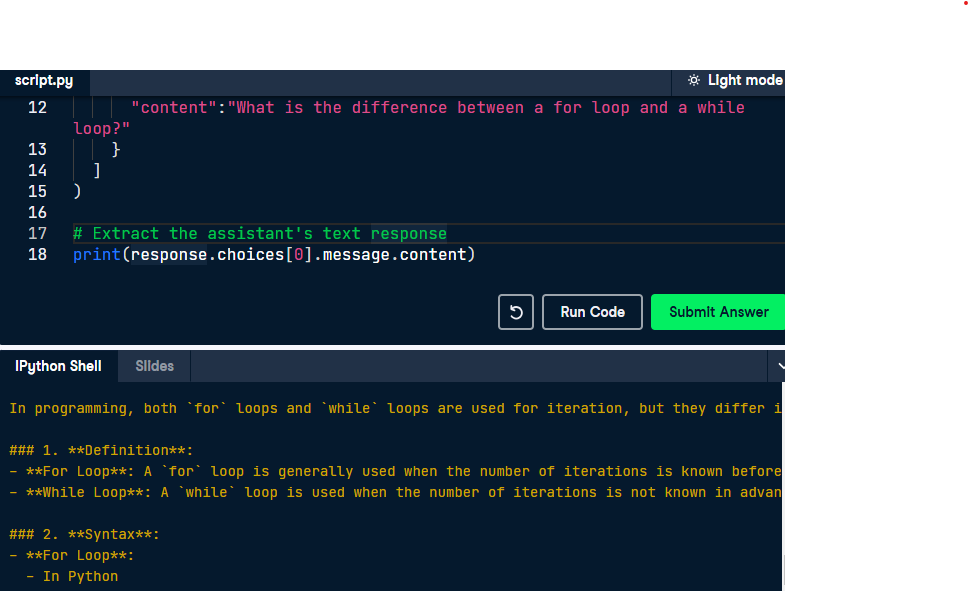 script.py
Light mode
12 "content":"What is the difference between a for loop and a while
loop?"
13 }
14 ]
15 )
16
17 # Extract the assistant's text response
18 print(response.choices[0].message.content)
Run Code
Submit Answer
IPython Shell
Slides
In programming, both `for` loops and `while` loops are used for iteration, but they differ i
### 1. **Definition**:
- **For Loop**: A `for` loop is generally used when the number of iterations is known before
- **While Loop**: A `while` loop is used when the number of iterations is not known in advan
### 2. **Syntax**:
- **For Loop**:
- In Python